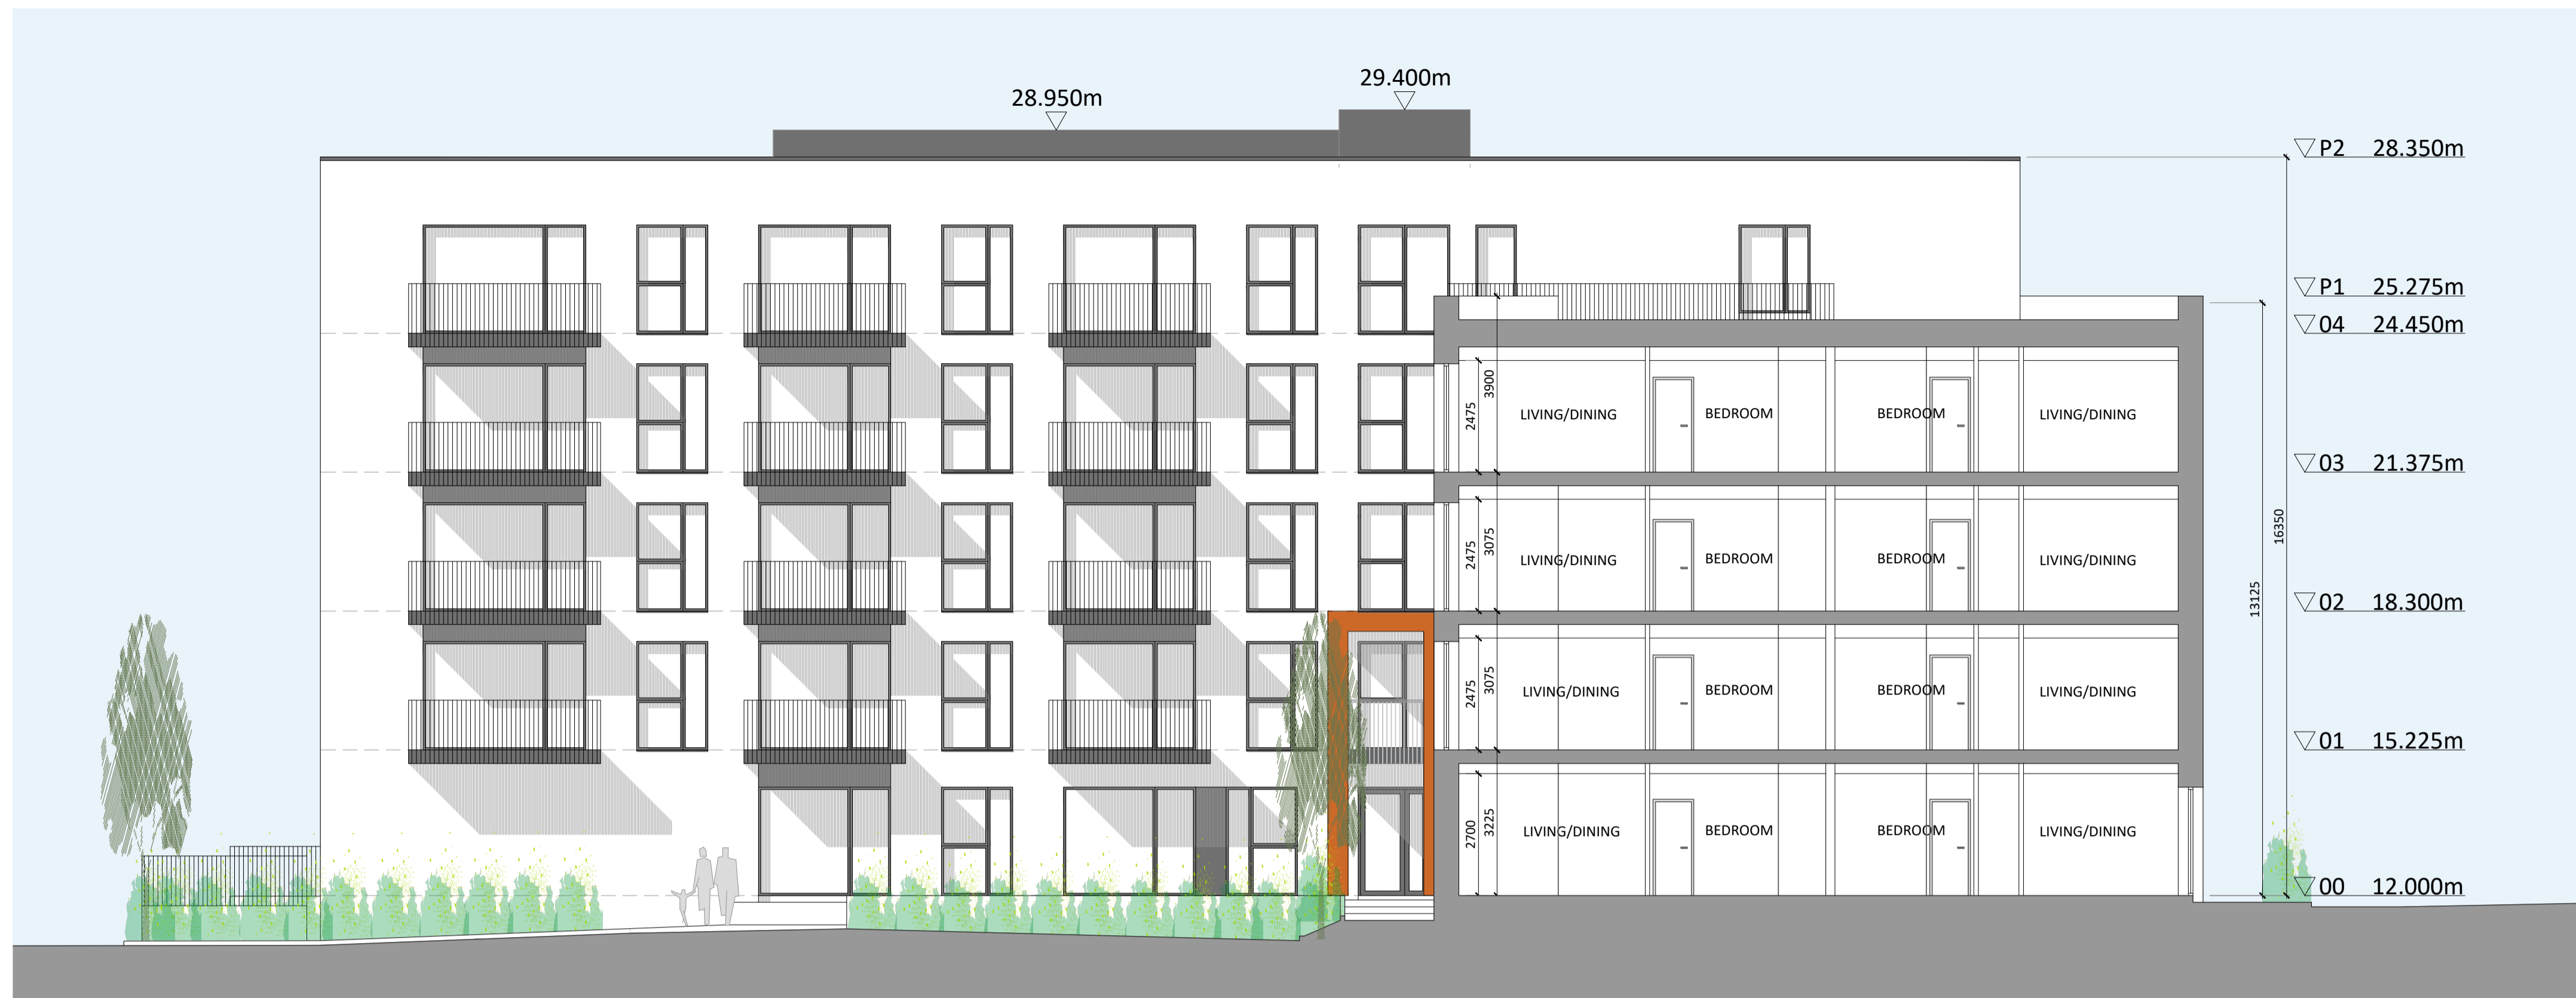 29.400m
28.950m
P2 28.350m
P1 25.275m
04 24.450m
3900
2475
LIVING/DINING BEDROOM BEDROOM LIVING/DINING
03 21.375m
16350
3075
2475
LIVING/DINING BEDROOM BEDROOM LIVING/DINING
13125
02 18.300m
3075
2475
LIVING/DINING BEDROOM BEDROOM LIVING/DINING
01 15.225m
3225
2700
LIVING/DINING BEDROOM BEDROOM LIVING/DINING
00 12.000m